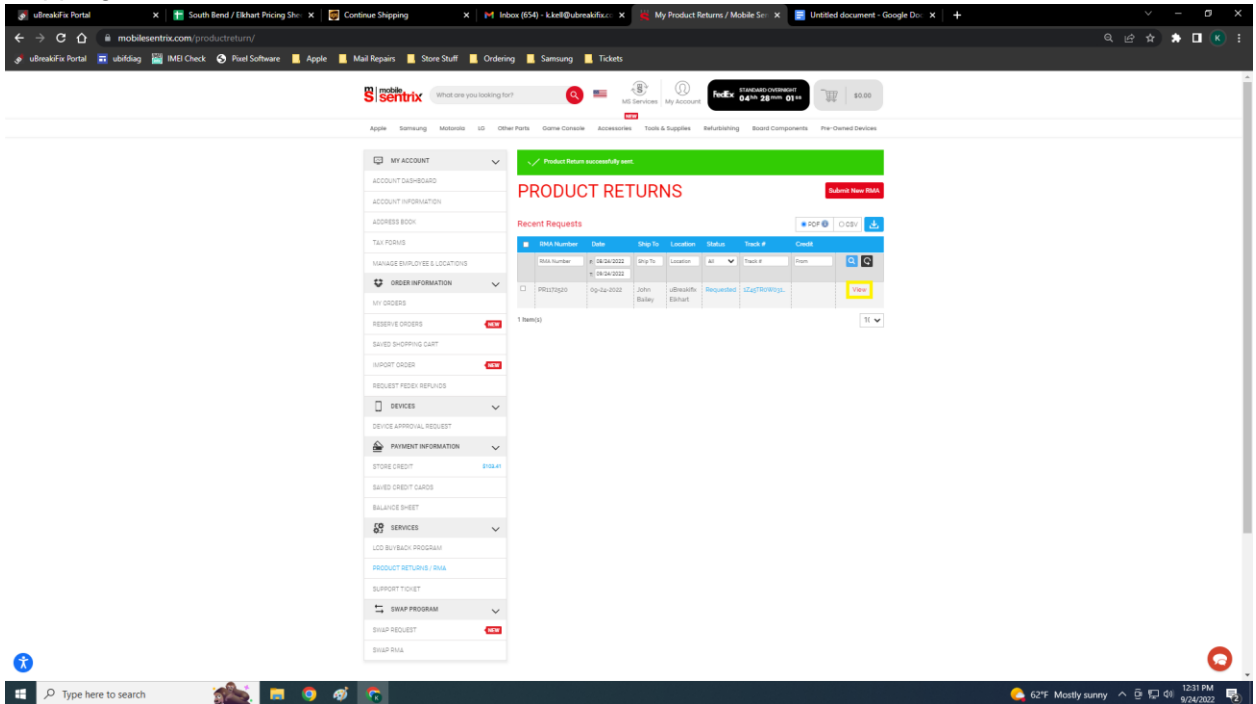 uBreakiFix Portal
South Bend / Elkhart Pricing She
Continue Shipping
Inbox (654) - k.kell@ubreakifix.co
My Product Returns / Mobile Sen
Untitled document - Google Doc
mobilesentrix.com/productreturn/
K
uBreakiFix Portal
ubifdiag
IMEI Check
Pixel Software
Apple
Mail Repairs
Store Stuff
Ordering
Samsung
Tickets
mobile sentrix
What are you looking for?
MS Services
My Account
FedEx STANDARD OVERNIGHT
$0.00
NEW
Apple Samsung Motorola LG Other Parts Game Console Accessories Tools & Supplies Refurbishing Board Components Pre-Owned Devices
MY ACCOUNT
ACCOUNT DASHBOARD
ACCOUNT INFORMATION
ADDRESS BOOK
TAX FORMS
MANAGE EMPLOYEE & LOCATIONS
ORDER INFORMATION
MY ORDERS
RESERVE ORDERS NEW
SAVED SHOPPING CART
IMPORT ORDER NEW
REQUEST FEDEX REFUNDS
DEVICES
DEVICE APPROVAL REQUEST
PAYMENT INFORMATION
STORE CREDIT
SAVED CREDIT CARDS
BALANCE SHEET
SERVICES
LCD BUYBACK PROGRAM
PRODUCT RETURNS / RMA
SUPPORT TICKET
SWAP PROGRAM
SWAP REQUEST NEW
SWAP RMA
Product Return successfully sent.
PRODUCT RETURNS
Submit New RMA
Recent Requests
PDF CSV
RMA Number Date Ship To Location Status Track # Credit
RMA Number 08/24/2022 Ship To Location All Track # From
09/24/2022
PR1172520 09-24-2022 John Bailey uBreakifix Elkhart Requested View
1 Item(s)
Type here to search
62°F Mostly sunny
12:31 PM
9/24/2022